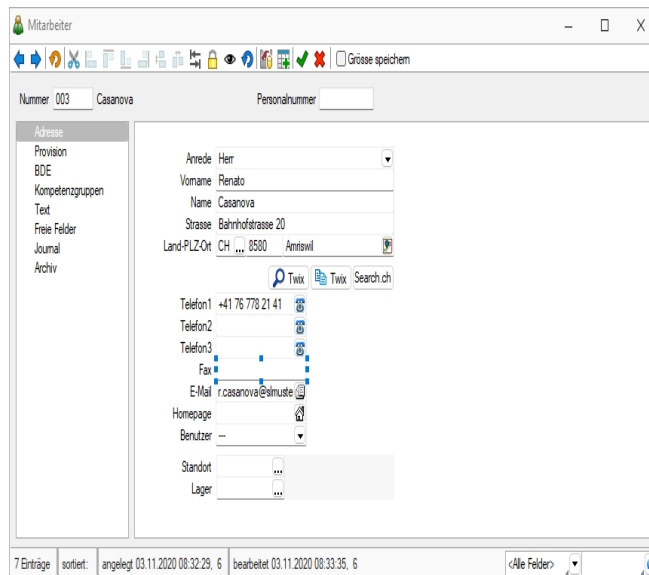 Mitarbeiter
Grösse speichern
Nummer 003 Casanova Personalnummer
Adresse
Provision
BDE
Kompetenzgruppen
Text
Freie Felder
Journal
Archiv
Anrede Herr
Vorname Renato
Name Casanova
Strasse Bahnhofstrasse 20
Land-PLZ-Ort CH ... 8580 Amriswil
Twix Twix Search.ch
Telefon1 +41 76 778 21 41
Telefon2
Telefon3
Fax
E-Mail r.casanova@slmuste
Homepage
Benutzer ---
Standort ...
Lager ...
7 Einträge sortiert: angelegt 03.11.2020 08:32:29, 6 bearbeitet 03.11.2020 08:33:35, 6 <Alle Felder>